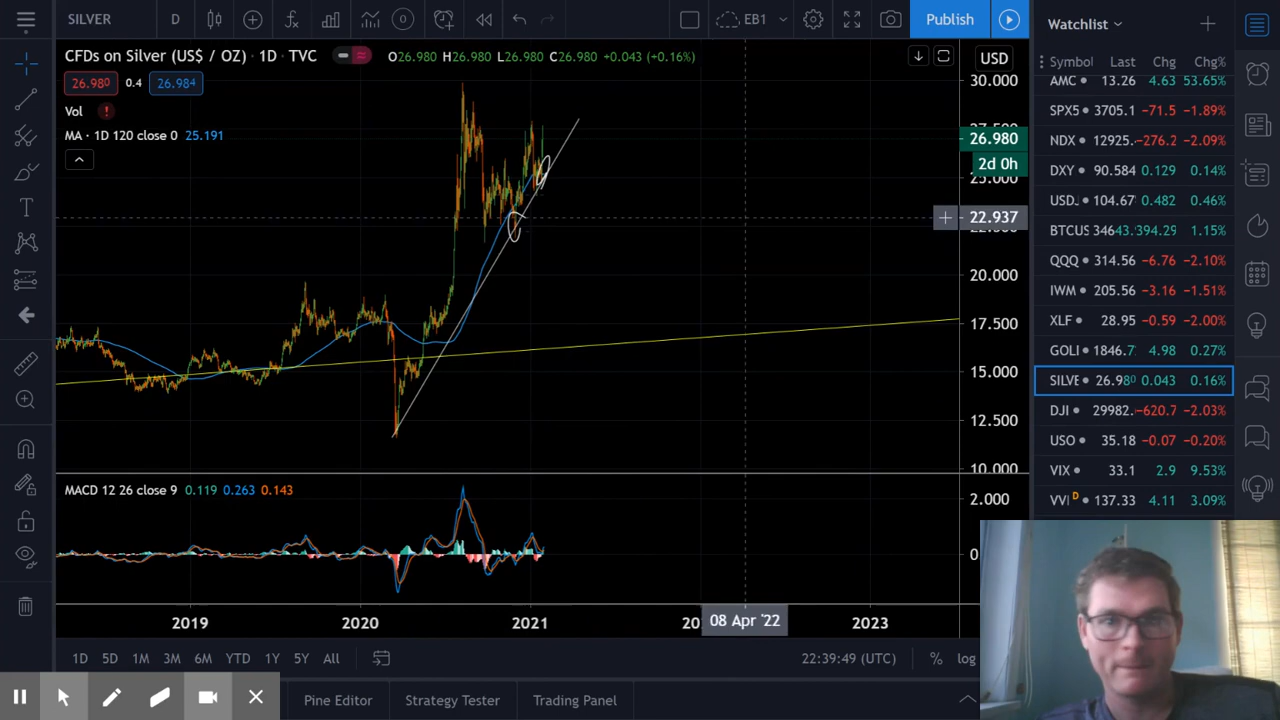 SILVER D EB1 Publish
CFDs on Silver (US$ / OZ) · 1D · TVC O26.980 H26.980 L26.980 C26.980 +0.043 (+0.16%)
26.980 0.4 26.984
Vol !
MA · 1D 120 close 0 25.191
USD
30.000
26.980
2d 0h
25.000
22.937
20.000
17.500
15.000
12.500
10.000
MACD 12 26 close 9 0.119 0.263 0.143
2.000
0
2019 2020 2021 08 Apr '22 2023
1D 5D 1M 3M 6M YTD 1Y 5Y All 22:39:49 (UTC) % log
Pine Editor Strategy Tester Trading Panel
Watchlist
Symbol Last Chg Chg%
AMC 13.26 4.63 53.65%
SPX5 3705.1 −71.5 −1.89%
NDX 12925. −276.2 −2.09%
DXY 90.584 0.129 0.14%
USD. 104.67 0.482 0.46%
BTCUS 34643. 394.29 1.15%
QQQ 314.56 −6.76 −2.10%
IWM 205.56 −3.16 −1.51%
XLF 28.95 −0.59 −2.00%
GOLI 1846.7 4.98 0.27%
SILVE 26.980 0.043 0.16%
DJI 29982. −620.7 −2.03%
USO 35.18 −0.07 −0.20%
VIX 33.1 2.9 9.53%
D 137.33 4.11 3.09%